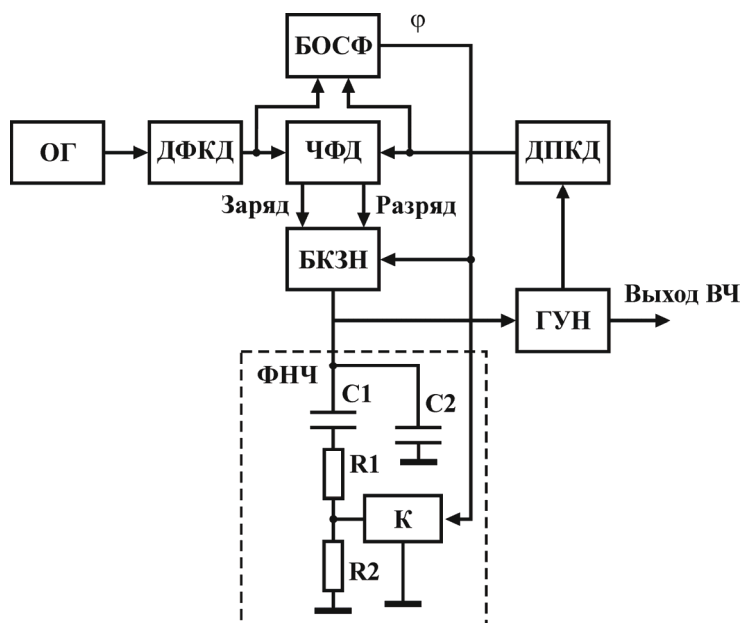 φ
БОСФ
ОГ
ДФКД
ЧФД
ДПКД
Заряд
Разряд
БКЗН
ГУН
Выход ВЧ
ФНЧ
C1
C2
R1
К
R2